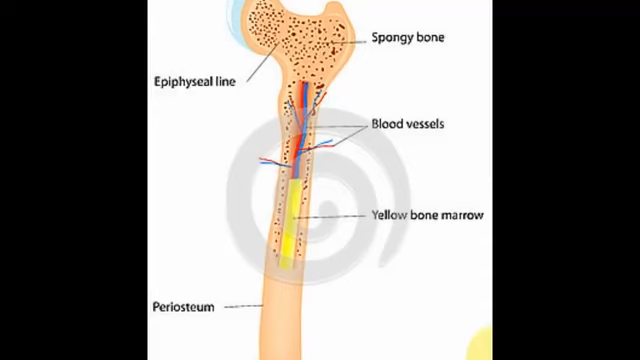 Spongy bone
Epiphyseal line
Blood vessels
Yellow bone marrow
Periosteum